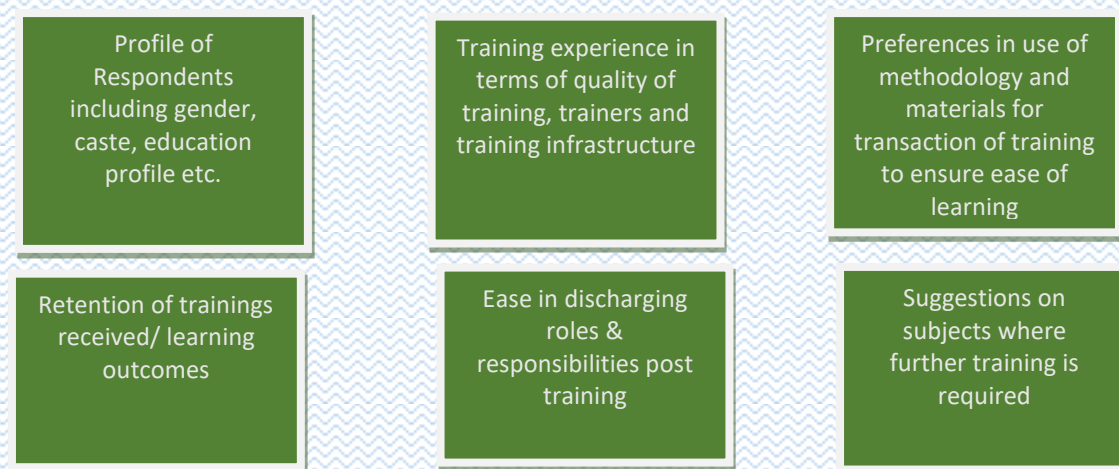 Profile of
Respondents
including gender,
caste, education
profile etc.
Training experience in
terms of quality of
training, trainers and
training infrastructure
Preferences in use of
methodology and
materials for
transaction of training
to ensure ease of
learning
Retention of trainings
received/ learning
outcomes
Ease in discharging
roles &
responsibilities post
training
Suggestions on
subjects where
further training is
required